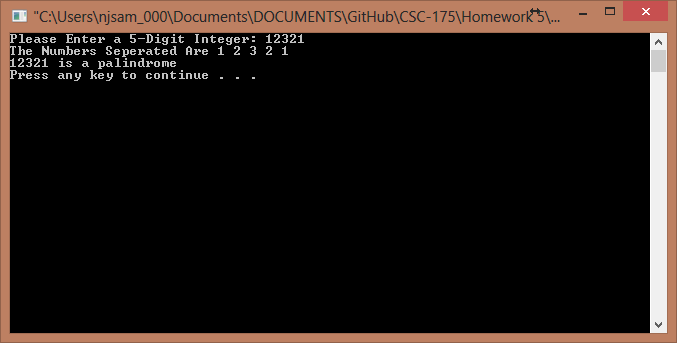 "C:\Users\njsam_000\Documents\DOCUMENTS\GitHub\CSC-175\Homework 5\...
Please Enter a 5-Digit Integer: 12321
The Numbers Seperated Are 1 2 3 2 1
12321 is a palindrome
Press any key to continue . . .